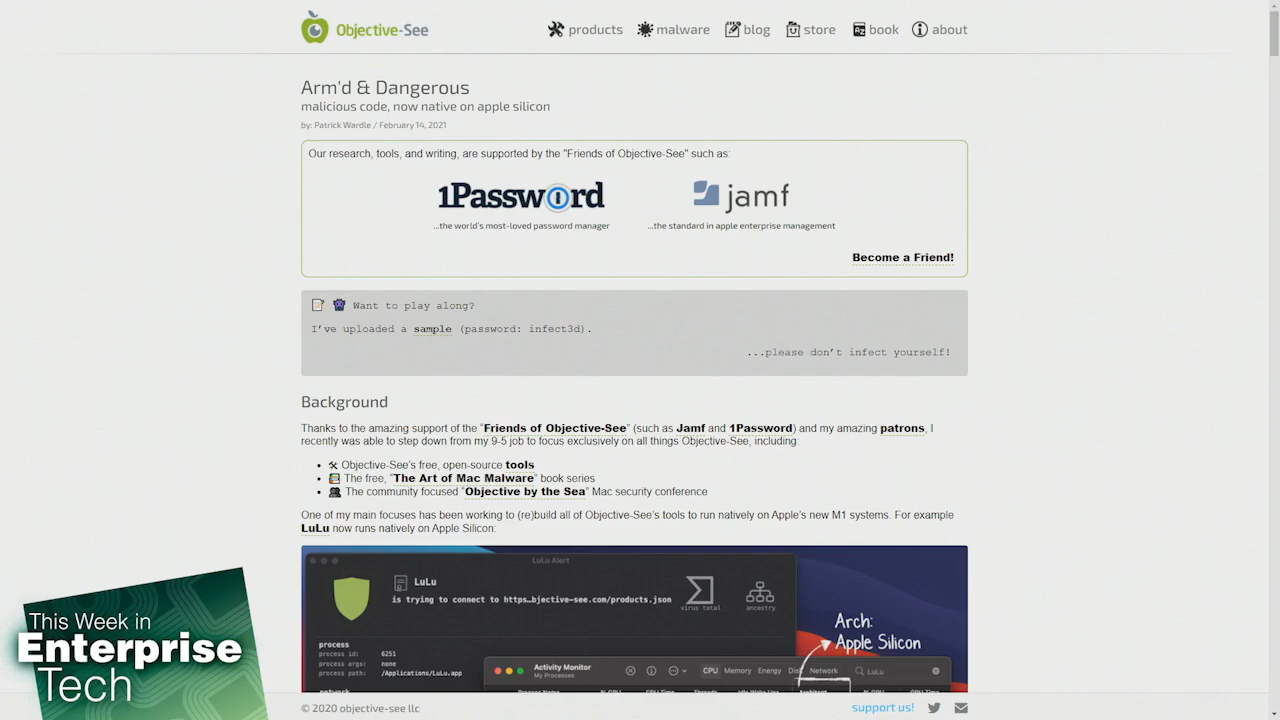 Objective-See
products malware blog store book about
Arm'd & Dangerous
malicious code, now native on apple silicon
by: Patrick Wardle / February 14, 2021
Our research, tools, and writing, are supported by the "Friends of Objective-See" such as:
1Password
jamf
...the world's most-loved password manager
...the standard in apple enterprise management
Become a Friend!
Want to play along?
I've uploaded a sample (password: infect3d).
...please don't infect yourself!
Background
Thanks to the amazing support of the "Friends of Objective-See" (such as Jamf and 1Password) and my amazing patrons, I
recently was able to step down from my 9-5 job to focus exclusively on all things Objective-See, including:
Objective-See's free, open-source tools
The free, "The Art of Mac Malware" book series
The community focused "Objective by the Sea" Mac security conference
One of my main focuses has been working to (re)build all of Objective-See's tools to run natively on Apple's new M1 systems. For example
LuLu now runs natively on Apple Silicon:
LuLu Alert
LuLu
is trying to connect to https…bjective-see.com/products.json
virus total
ancestry
process
process id: 6251
process args: none
process path: /Applications/LuLu.app
Arch:
Apple Silicon
Activity Monitor
My Processes
CPU Memory Energy Disk Network
LuLu
This Week in
Enterprise
Tech
© 2020 objective-see llc
support us!